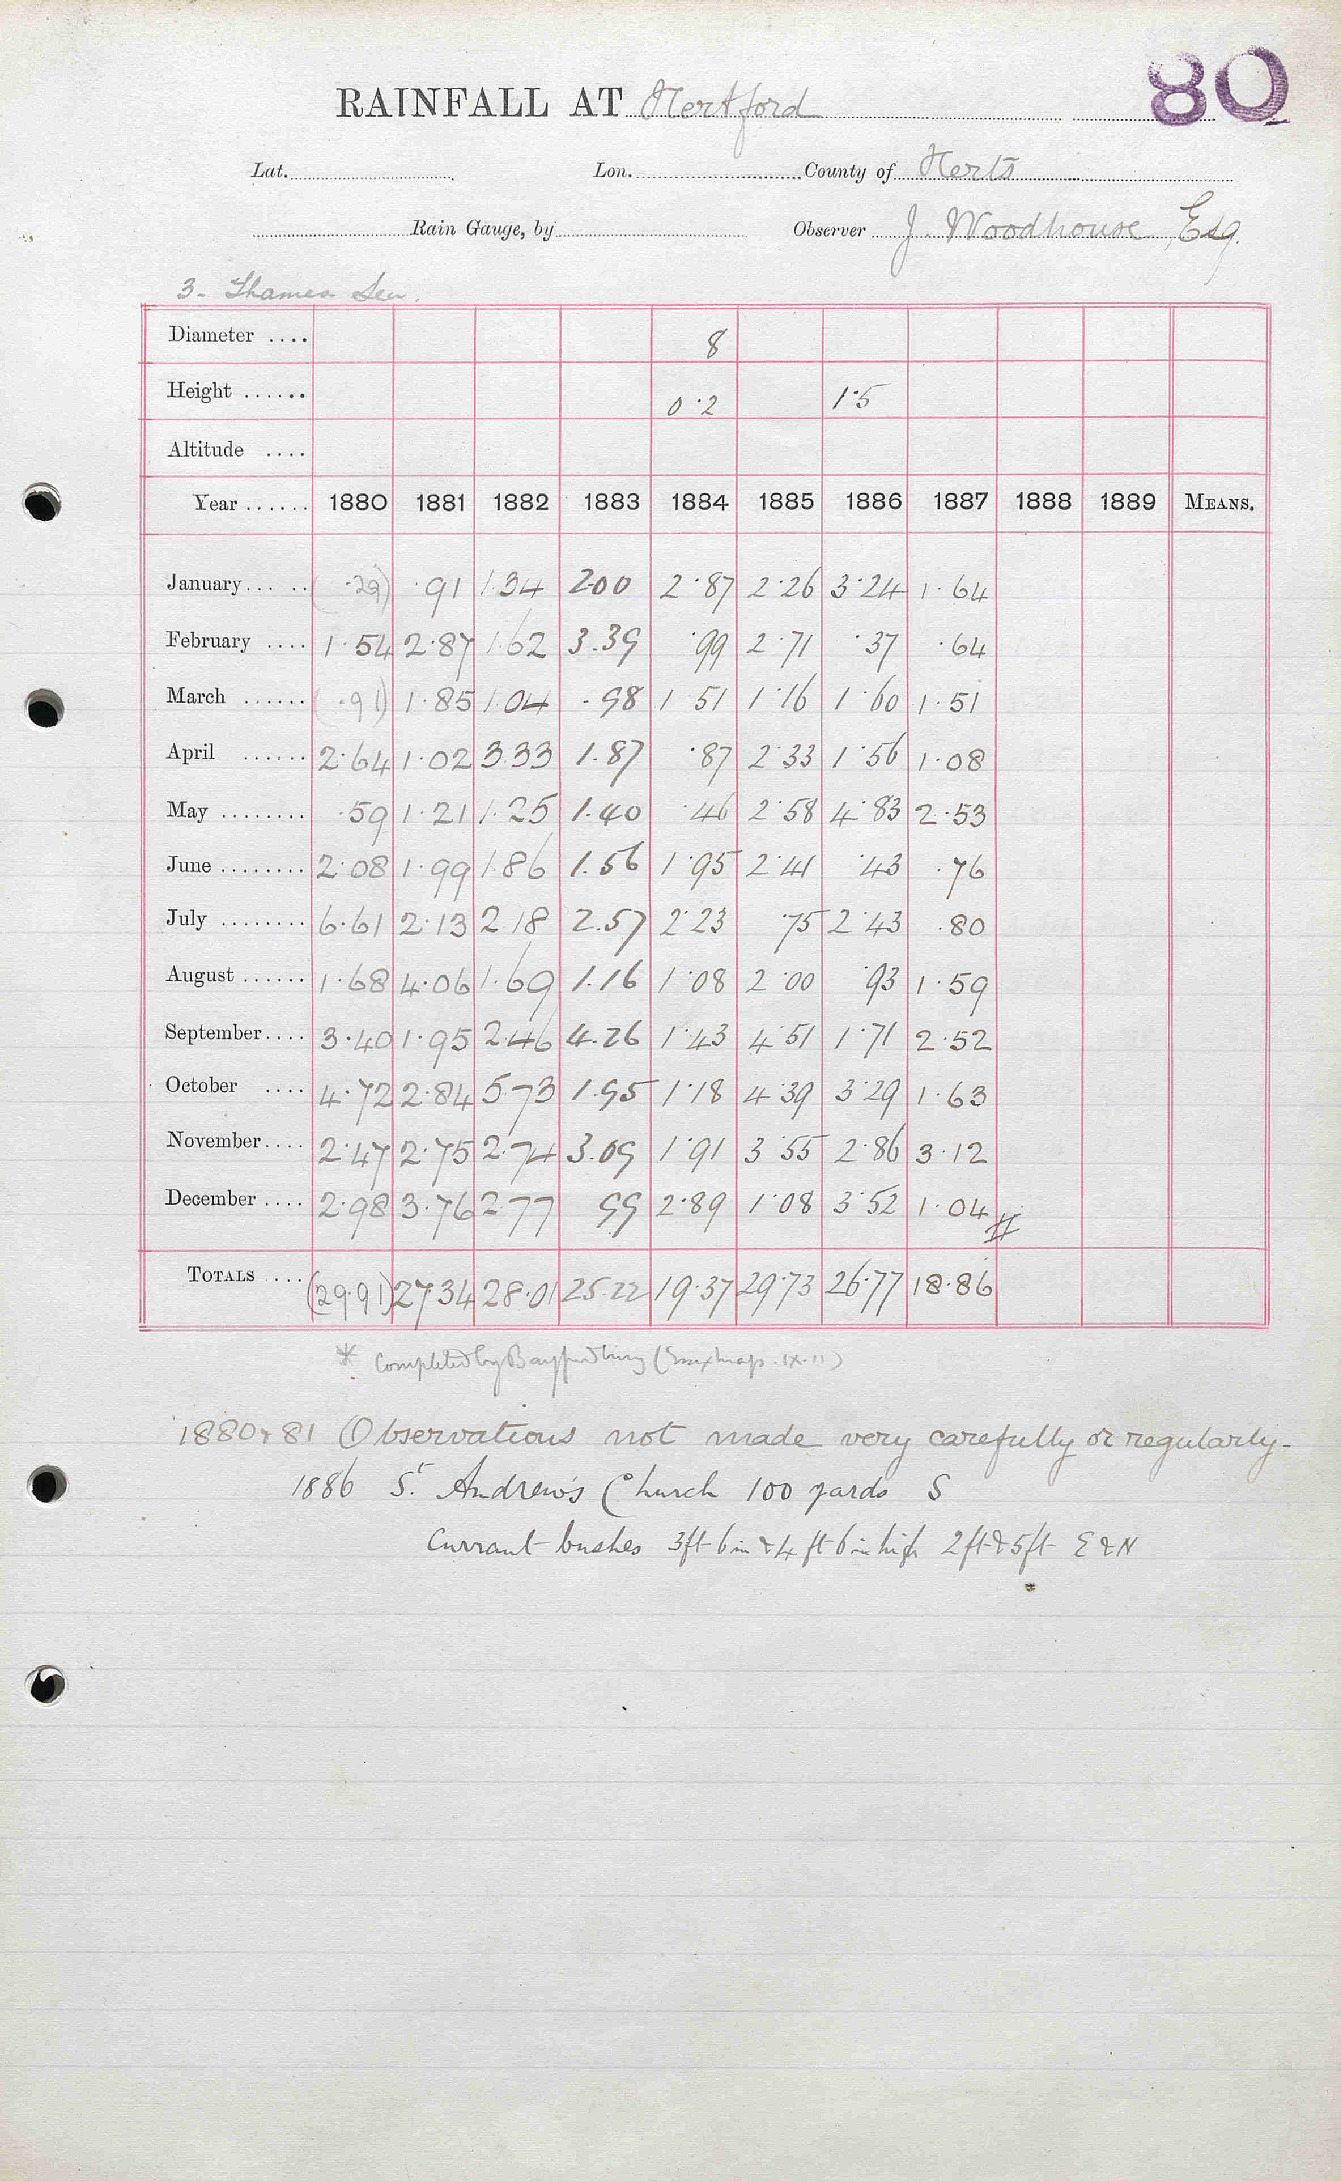 80
RAINFALL AT Hertford
Lat. Lon. County of Herts
Rain Gauge, by Observer J. Woodhouse, Esq.
3. Thames Sec.
Diameter .... 8
Height ...... 0.2 1.5
Altitude ....
Year ...... 1880 1881 1882 1883 1884 1885 1886 1887 1888 1889 MEANS.
January ..... (.29) .91 1.34 2.00 2.87 2.26 3.24 1.64
February .... 1.54 2.87 1.62 3.39 .99 2.71 .37 .64
March ...... (.91) 1.85 1.04 .98 1.51 1.16 1.60 1.51
April ...... 2.64 1.02 3.33 1.87 .87 2.33 1.56 1.08
May ........ .59 1.21 1.25 1.40 .46 2.58 4.83 2.53
June ........ 2.08 1.99 1.86 1.56 1.95 2.41 .43 .76
July ........ 6.61 2.13 2.18 2.57 2.23 .75 2.43 .80
August ...... 1.68 4.06 1.69 1.16 1.08 2.00 .93 1.59
September.... 3.40 1.95 2.46 4.26 1.43 4.51 1.71 2.52
October .... 4.72 2.84 5.73 1.95 1.18 4.39 3.29 1.63
November.... 2.47 2.75 2.74 3.09 1.91 3.55 2.86 3.12
December .... 2.98 3.76 2.77 .99 2.89 1.08 3.52 1.04 #
TOTALS .... (29.91) 27.34 28.01 25.22 19.37 29.73 26.77 18.86
* Completed by Bayfordbury ( IX.11)
1880 & 81 Observations not made very carefully or regularly.
1886 St. Andrew's Church 100 yards S
Currant bushes 3ft 6in & 4 ft 6in high 2ft & 5ft E & N